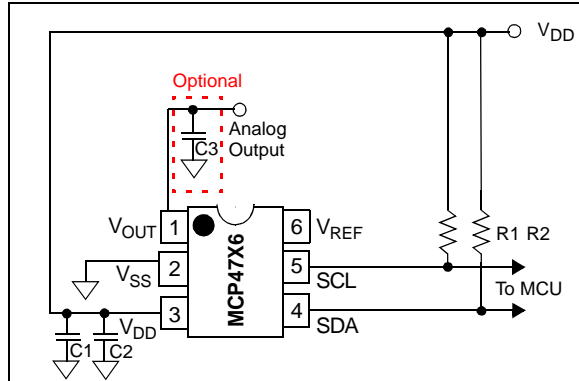 VDD
Optional
C3
Analog
Output
VOUT
1
6
VREF
VSS
2
5
SCL
R1 R2
To MCU
VDD
3
4
SDA
MCP47X6
C1
C2